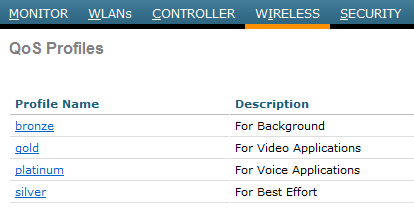 MONITOR WLANs CONTROLLER WIRELESS SECURITY
QoS Profiles
Profile Name Description
bronze For Background
gold For Video Applications
platinum For Voice Applications
silver For Best Effort